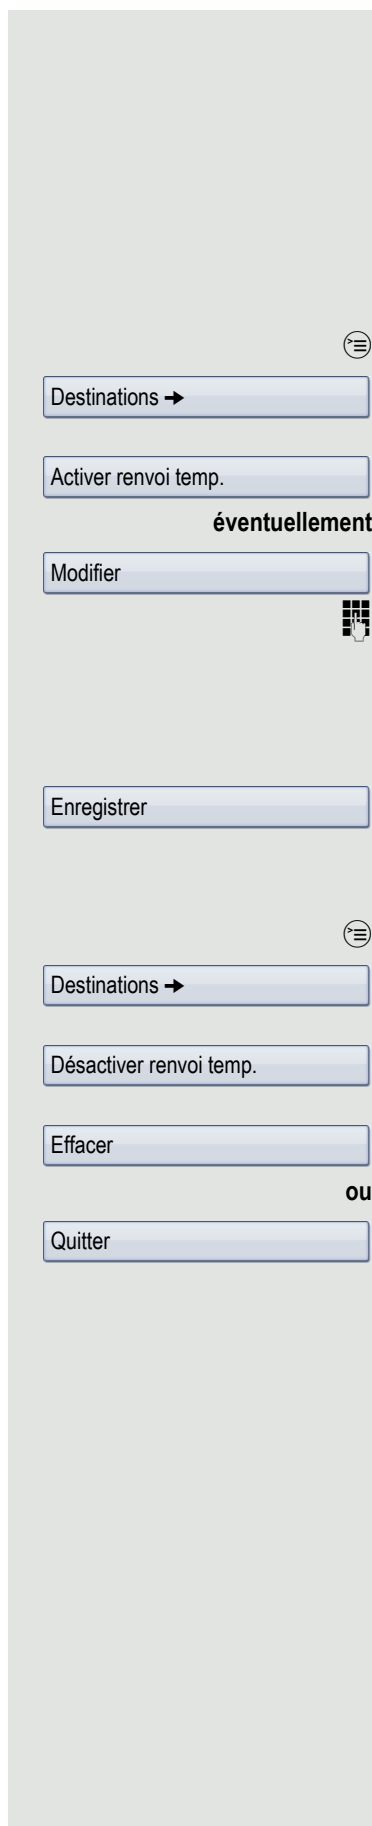 Destinations →
Activer renvoi temp.
éventuellement
Modifier
Enregistrer
Destinations →
Désactiver renvoi temp.
Effacer
ou
Quitter